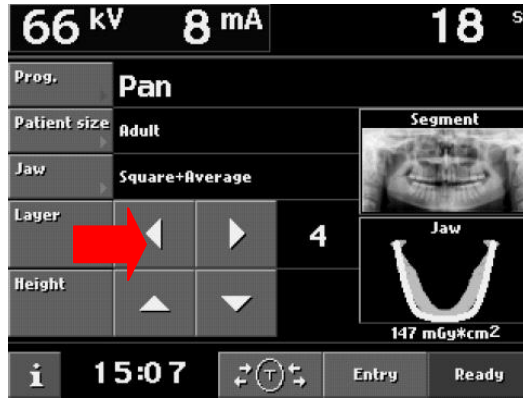 66 kV 8 mA 18 s
Prog. Pan
Patient size Adult
Segment
Jaw Square+Average
Layer 4
Jaw
Height
147 mGy*cm2
i 15:07 T Entry Ready